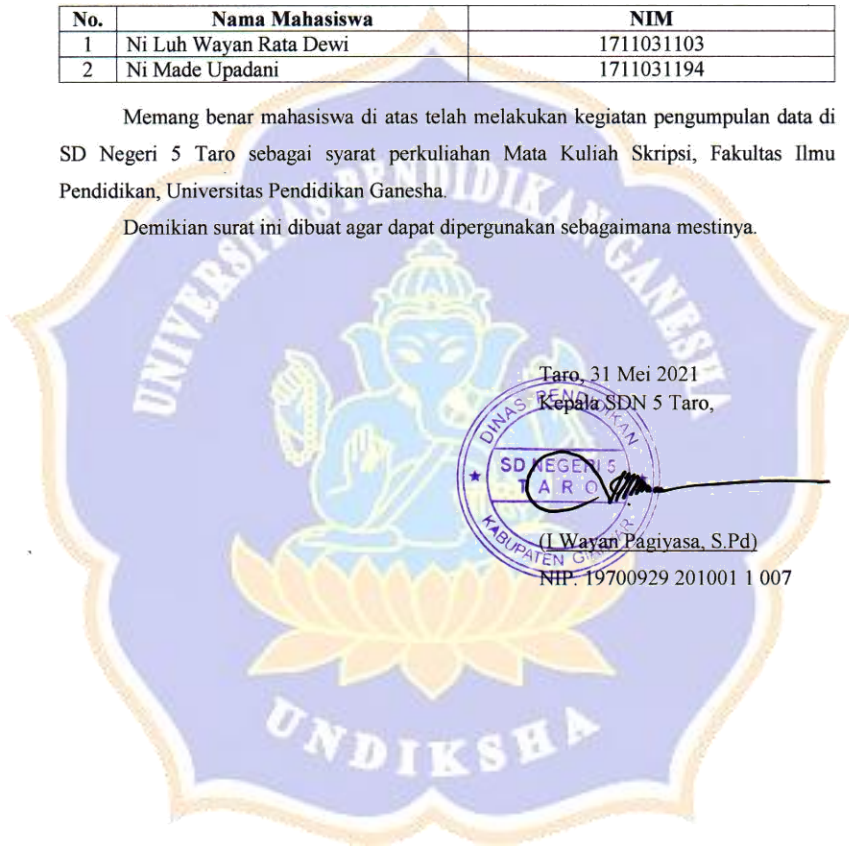 No. Nama Mahasiswa NIM
1 Ni Luh Wayan Rata Dewi 1711031103
2 Ni Made Upadani 1711031194
Memang benar mahasiswa di atas telah melakukan kegiatan pengumpulan data di
SD Negeri 5 Taro sebagai syarat perkuliahan Mata Kuliah Skripsi, Fakultas Ilmu
Pendidikan, Universitas Pendidikan Ganesha.
Demikian surat ini dibuat agar dapat dipergunakan sebagaimana mestinya.
UNIVERSITAS PENDIDIKAN GANESHA
Taro, 31 Mei 2021
Kepala SDN 5 Taro,
DINAS PENDIDIKAN
SD NEGERI 5
TARO
KABUPATEN
(I Wayan Pagiyasa, S.Pd)
NIP. 19700929 201001 1 007
UNDIKSHA